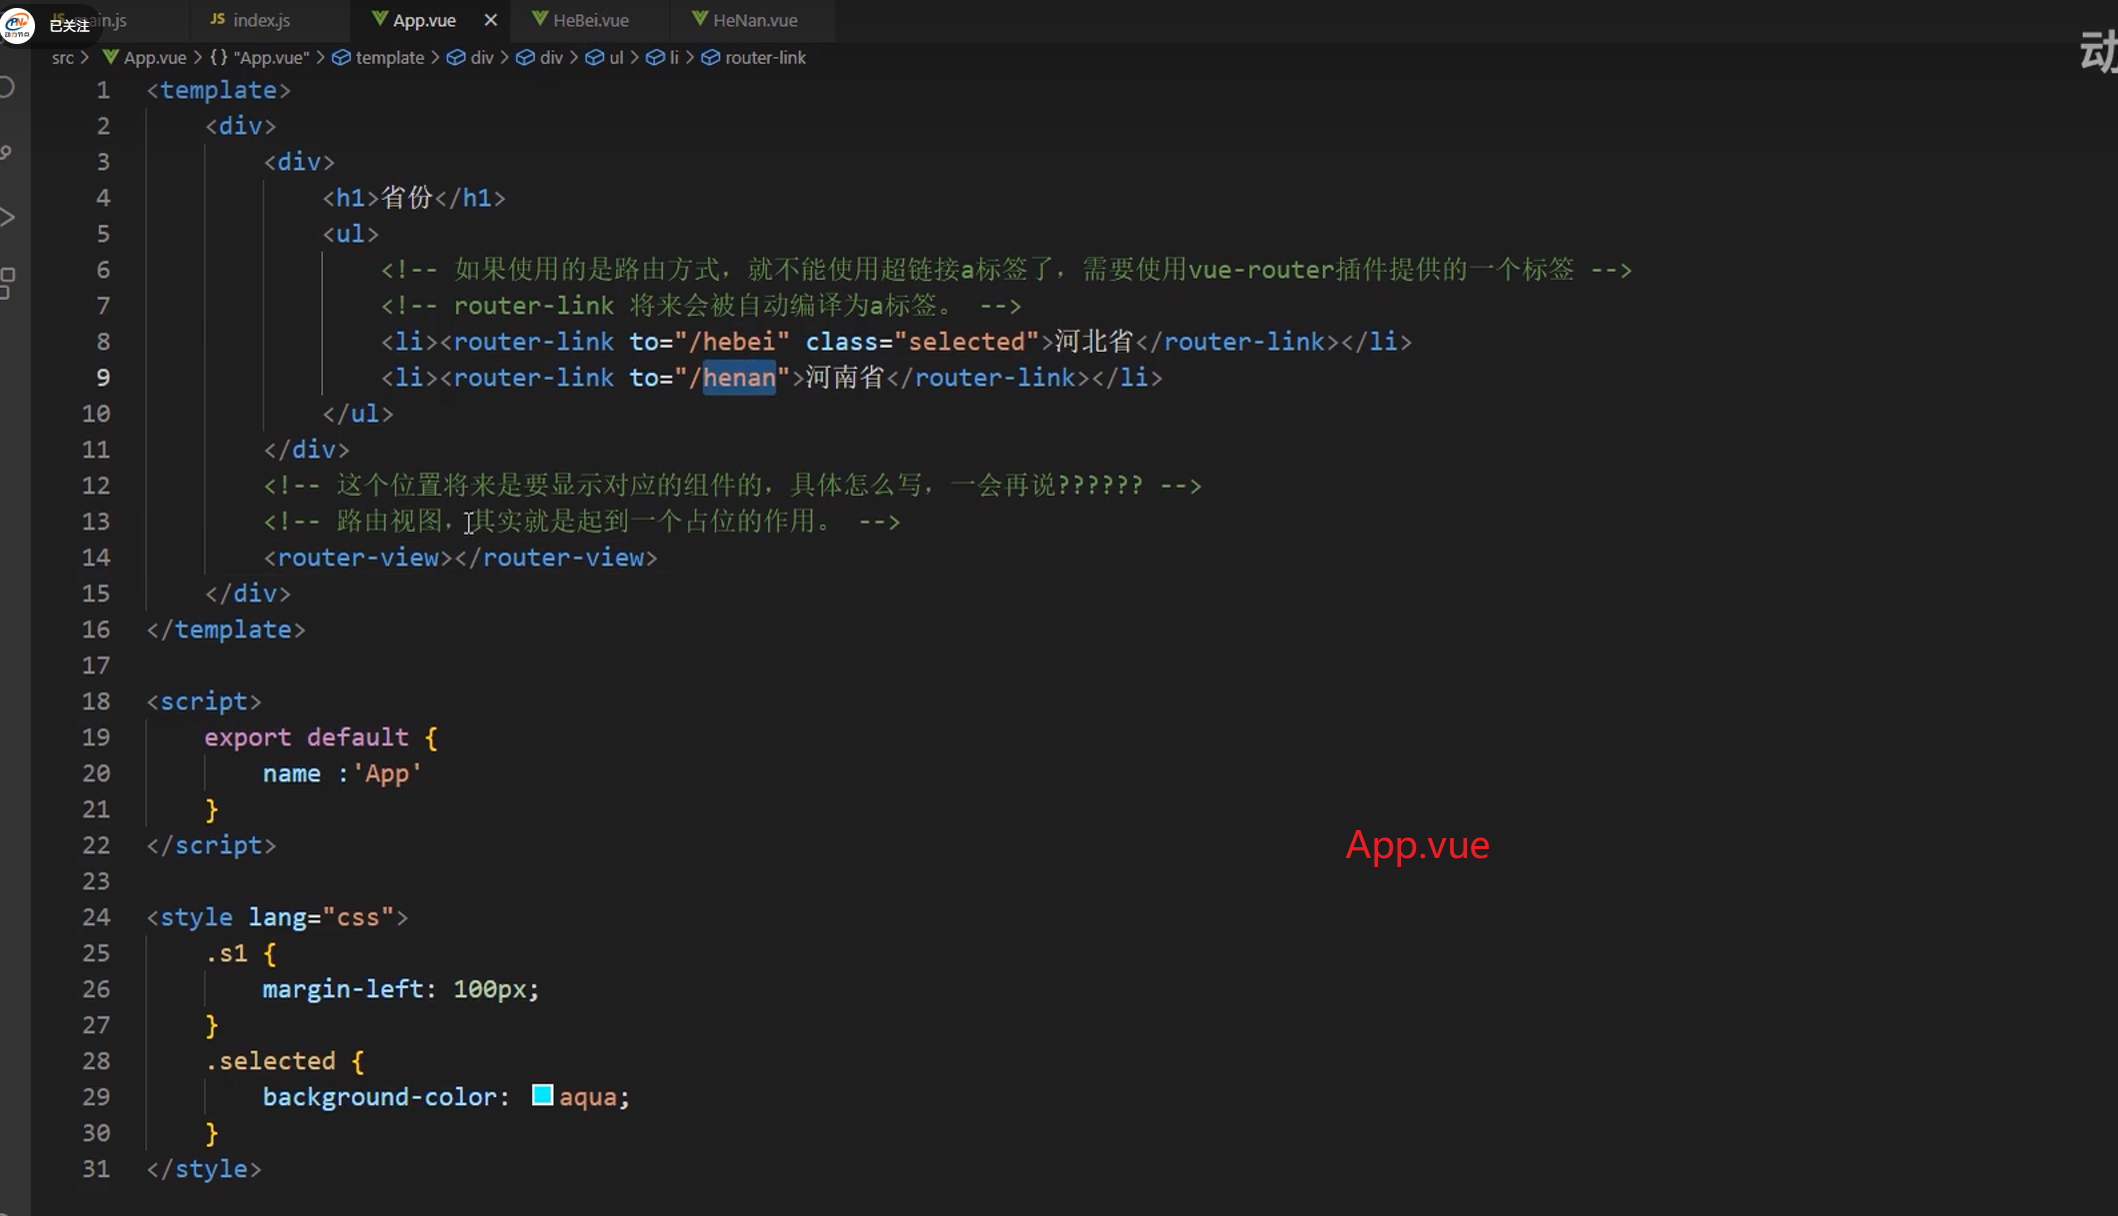 main.js index.js App.vue HeBei.vue HeNan.vue
已关注
动力节点
动
src > App.vue > {} "App.vue" > template > div > div > ul > li > router-link
1 <template>
2 <div>
3 <div>
4 <h1>省份</h1>
5 <ul>
6 <!-- 如果使用的是路由方式，就不能使用超链接a标签了，需要使用vue-router插件提供的一个标签 -->
7 <!-- router-link 将来会被自动编译为a标签。 -->
8 <li><router-link to="/hebei" class="selected">河北省</router-link></li>
9 <li><router-link to="/henan">河南省</router-link></li>
10 </ul>
11 </div>
12 <!-- 这个位置将来是要显示对应的组件的，具体怎么写，一会再说?????? -->
13 <!-- 路由视图，其实就是起到一个占位的作用。 -->
14 <router-view></router-view>
15 </div>
16 </template>
17
18 <script>
19 export default {
20 name :'App'
21 }
22 </script>
23
24 <style lang="css">
25 .s1 {
26 margin-left: 100px;
27 }
28 .selected {
29 background-color: aqua;
30 }
31 </style>
App.vue